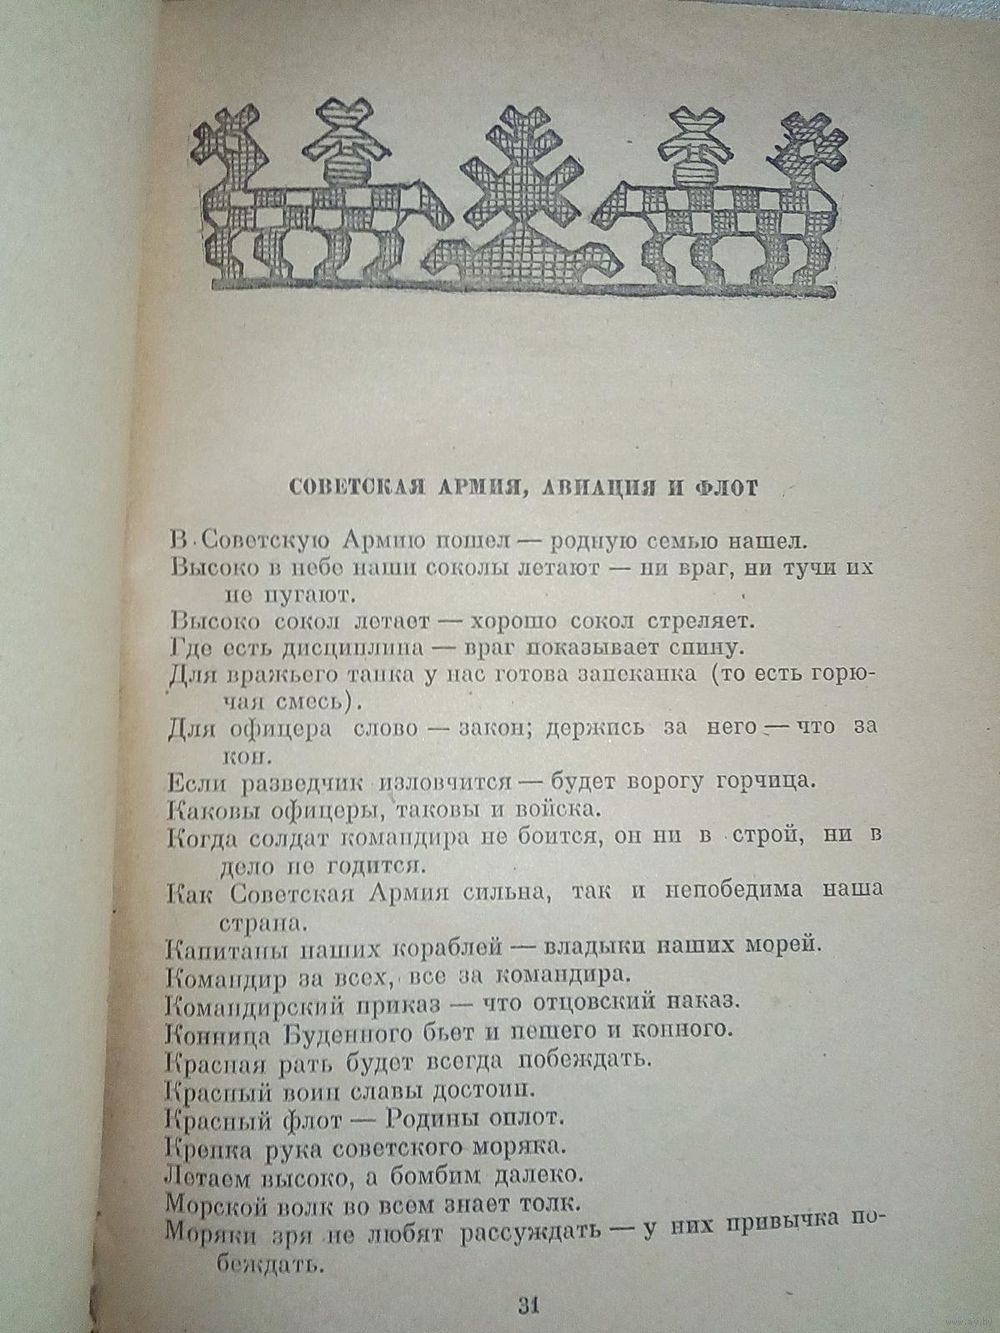 СОВЕТСКАЯ АРМИЯ, АВИАЦИЯ И ФЛОТ
В Советскую Армию пошел — родную семью нашел.
Высоко в небе наши соколы летают — ни враг, ни тучи их
не пугают.
Высоко сокол летает — хорошо сокол стреляет.
Где есть дисциплина — враг показывает спину.
Для вражьего танка у нас готова запеканка (то есть горю-
чая смесь).
Для офицера слово — закон; держись за него — что за
кон.
Если разведчик изловчится — будет ворогу горчица.
Каковы офицеры, таковы и войска.
Когда солдат командира не боится, он ни в строй, ни в
дело не годится.
Как Советская Армия сильна, так и непобедима наша
страна.
Капитаны наших кораблей — владыки наших морей.
Командир за всех, все за командира.
Командирский приказ — что отцовский наказ.
Конница Буденного бьет и пешего и конного.
Красная рать будет всегда побеждать.
Красный воин славы достоин.
Красный флот — Родины оплот.
Крепка рука советского моряка.
Летаем высоко, а бомбим далеко.
Морской волк во всем знает толк.
Моряки зря не любят рассуждать — у них привычка по-
беждать.
31